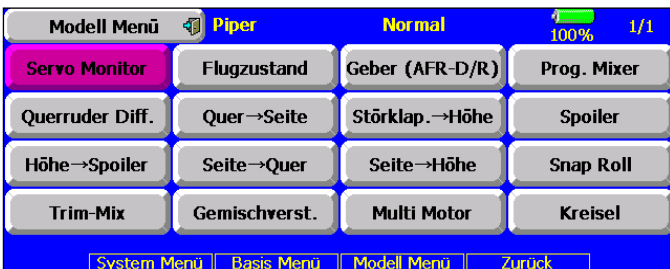 Modell Menü Piper Normal 100% 1/1
Servo Monitor Flugzustand Geber (AFR-D/R) Prog. Mixer
Querruder Diff. Quer→Seite Störklap.→Höhe Spoiler
Höhe→Spoiler Seite→Quer Seite→Höhe Snap Roll
Trim-Mix Gemischverst. Multi Motor Kreisel
System Menü Basis Menü Modell Menü Zurück